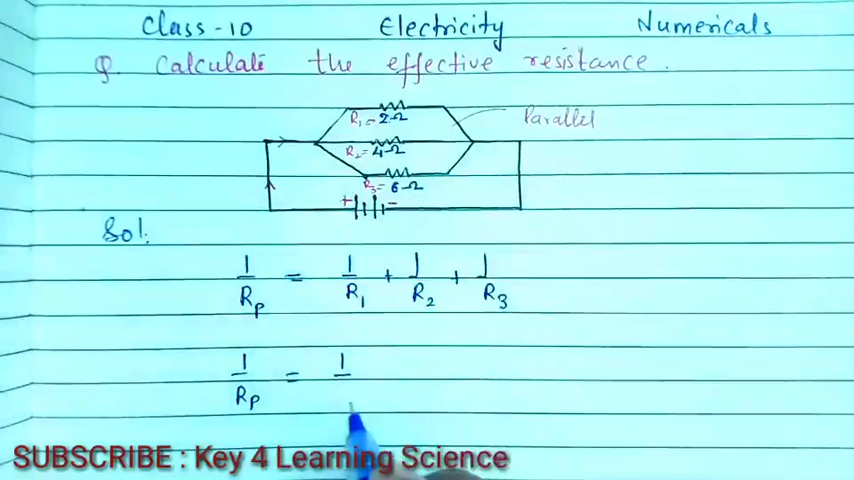 Class-10 Electricity Numericals
Q. Calculate the effective resistance.
R₁=2Ω Parallel
R₂=4Ω
R₃=6Ω
+ -
Sol.
1/Rₚ = 1/R₁ + 1/R₂ + 1/R₃
1/Rₚ = 1/
SUBSCRIBE : Key 4 Learning Science